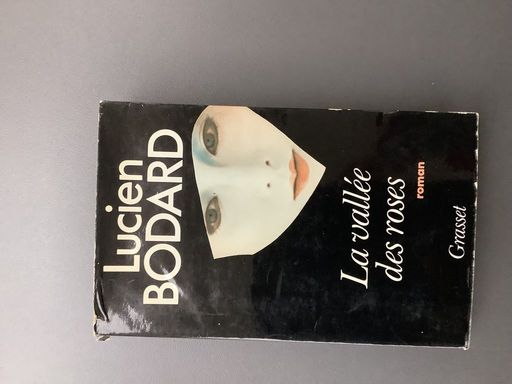 Lucien
BODARD
La vallée
des roses
roman
Grasset